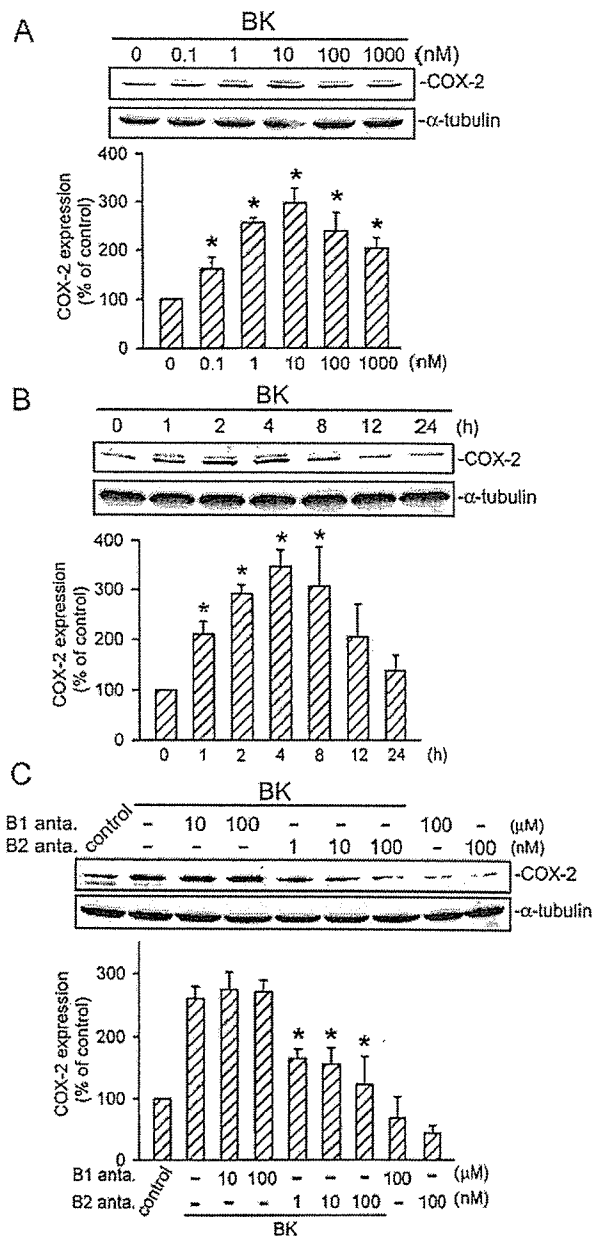 A
BK
0 0.1 1 10 100 1000 (nM)
-COX-2
-α-tubulin
COX-2 expression
(% of control)
400
300
200
100
0
* * * * *
0 0.1 1 10 100 1000 (nM)
B
BK
0 1 2 4 8 12 24 (h)
-COX-2
-α-tubulin
COX-2 expression
(% of control)
400
300
200
100
0
* * * *
0 1 2 4 8 12 24 (h)
C
BK
control
B1 anta. – 10 100 – – – 100 – (μM)
B2 anta. – – – 1 10 100 – 100 (nM)
-COX-2
-α-tubulin
COX-2 expression
(% of control)
300
200
100
0
* * *
control
B1 anta. – 10 100 – – – 100 – (μM)
B2 anta. – – – 1 10 100 – 100 (nM)
BK